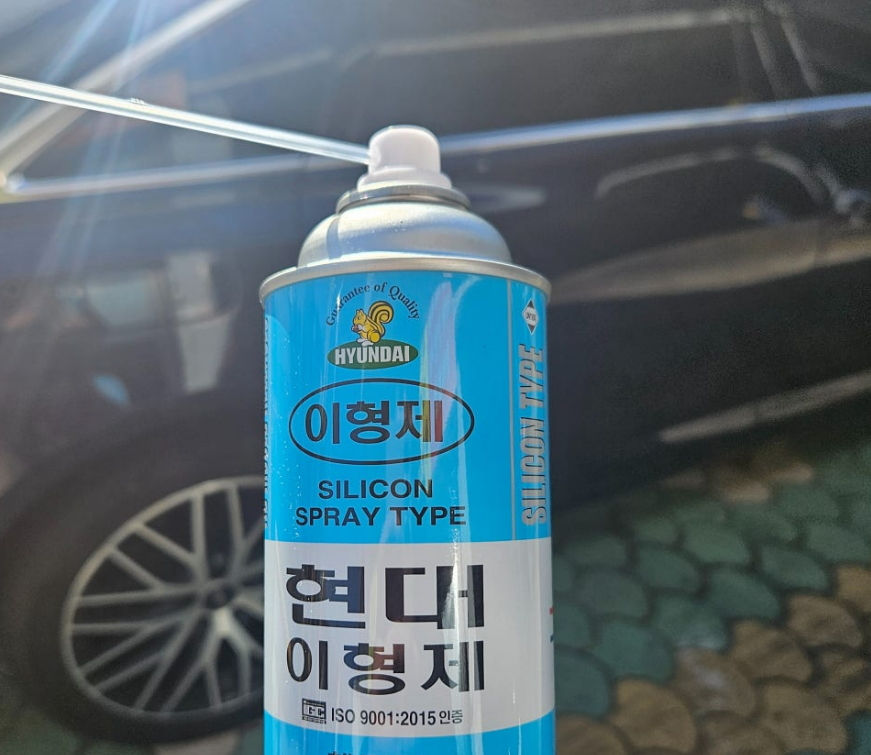 Guarantee of Quality
HYUNDAI
이형제
SILICON
SPRAY TYPE
SILICON TYPE
현대
이형제
ISO 9001:2015 인증